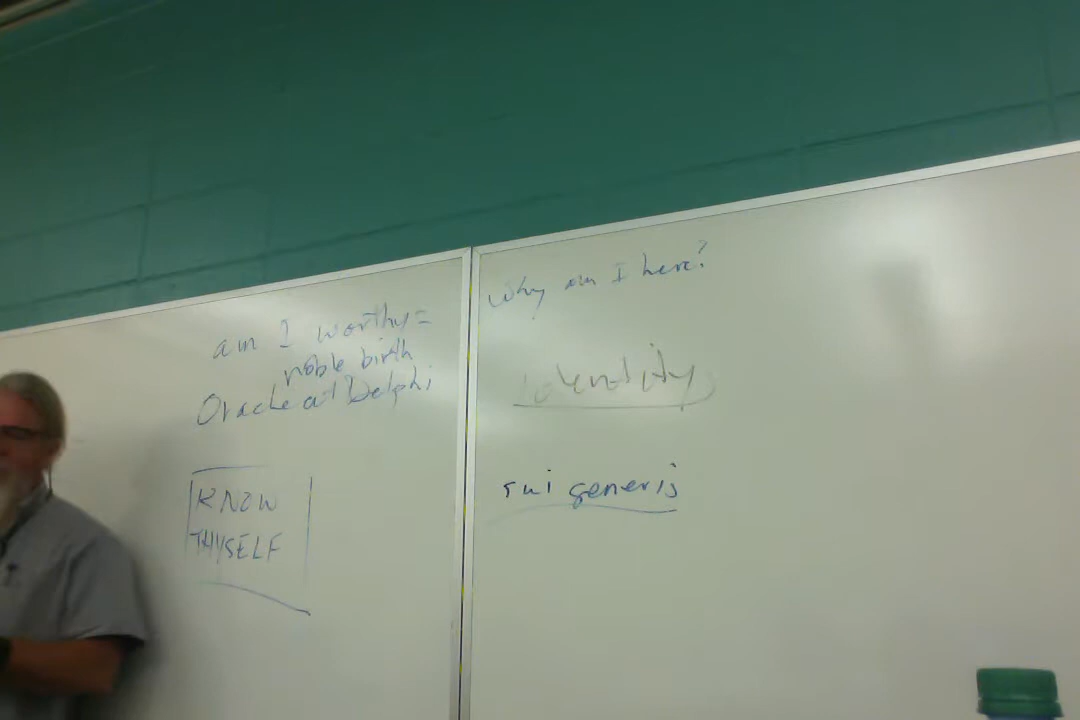 am I worthy =
noble birth
Oracle at Delphi
KNOW
THYSELF
Why am I here?
Identity
sui generis